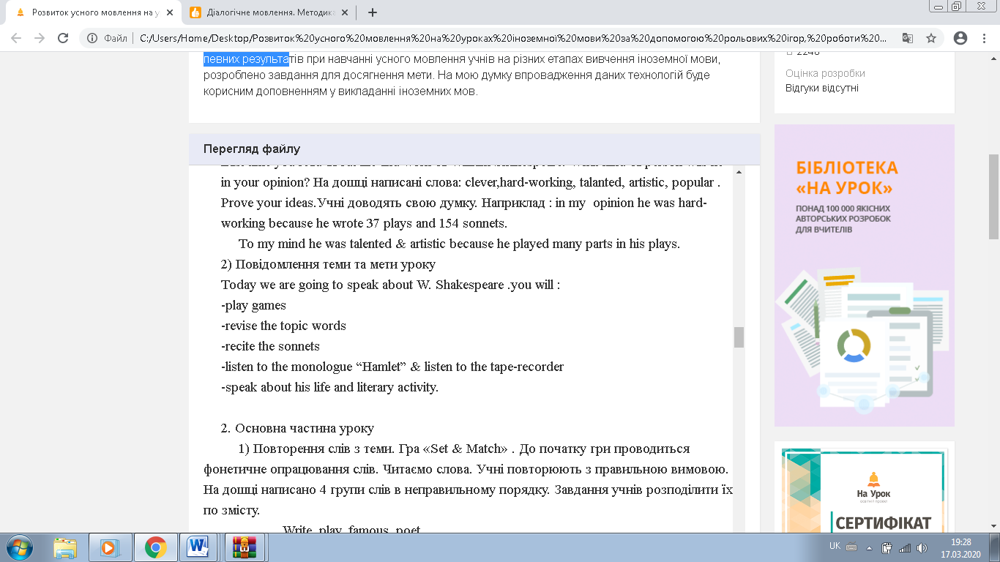 Розвиток усного мовлення на у
Діалогічне мовлення. Методика
Файл
C:/Users/Home/Desktop/Розвиток%20усного%20мовлення%20на%20уроках%20іноземної%20мови%20за%20допомогою%20рольових%20ігор,%20роботи%20...
певних результатів при навчанні усного мовлення учнів на різних етапах вивчення іноземної мови,
розроблено завдання для досягнення мети. На мою думку впровадження даних технологій буде
корисним доповненням у викладанні іноземних мов.
2248
Оцінка розробки
Відгуки відсутні
Перегляд файлу
in your opinion? На дошці написані слова: clever,hard-working, talanted, artistic, popular .
Prove your ideas.Учні доводять свою думку. Наприклад : in my opinion he was hard-
working because he wrote 37 plays and 154 sonnets.
To my mind he was talented & artistic because he played many parts in his plays.
2) Повідомлення теми та мети уроку
Today we are going to speak about W. Shakespeare .you will :
-play games
-revise the topic words
-recite the sonnets
-listen to the monologue “Hamlet” & listen to the tape-recorder
-speak about his life and literary activity.
2. Основна частина уроку
1) Повторення слів з теми. Гра «Set & Match» . До початку гри проводиться
фонетичне опрацювання слів. Читаємо слова. Учні повторюють з правильною вимовою.
На дошці написано 4 групи слів в неправильному порядку. Завдання учнів розподілити їх
по змісту.
Write, play, famous, poet
БІБЛІОТЕКА
«НА УРОК»
ПОНАД 100 000 ЯКІСНИХ
АВТОРСЬКИХ РОЗРОБОК
ДЛЯ ВЧИТЕЛІВ
На Урок
СЕРТИФІКАТ
UK
19:28
17.03.2020